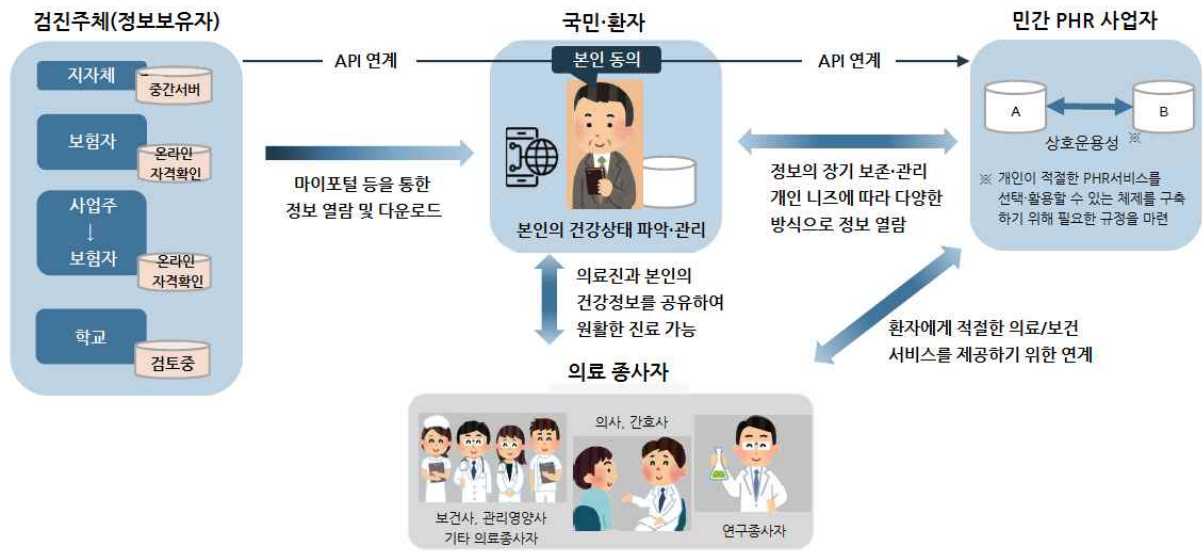 검진주체(정보보유자)
지자체
중간서버
보험자
온라인
자격확인
사업주
↓
보험자
온라인
자격확인
학교
검토중
API 연계
마이포털 등을 통한
정보 열람 및 다운로드
국민·환자
본인 동의
본인의 건강상태 파악·관리
API 연계
정보의 장기 보존·관리
개인 니즈에 따라 다양한
방식으로 정보 열람
민간 PHR 사업자
A
B
상호운용성 ※
※ 개인이 적절한 PHR서비스를
선택·활용할 수 있는 체제를 구축
하기 위해 필요한 규정을 마련
의료진과 본인의
건강정보를 공유하여
원활한 진료 가능
환자에게 적절한 의료/보건
서비스를 제공하기 위한 연계
의료 종사자
보건사, 관리영양사
기타 의료종사자
의사, 간호사
연구종사자